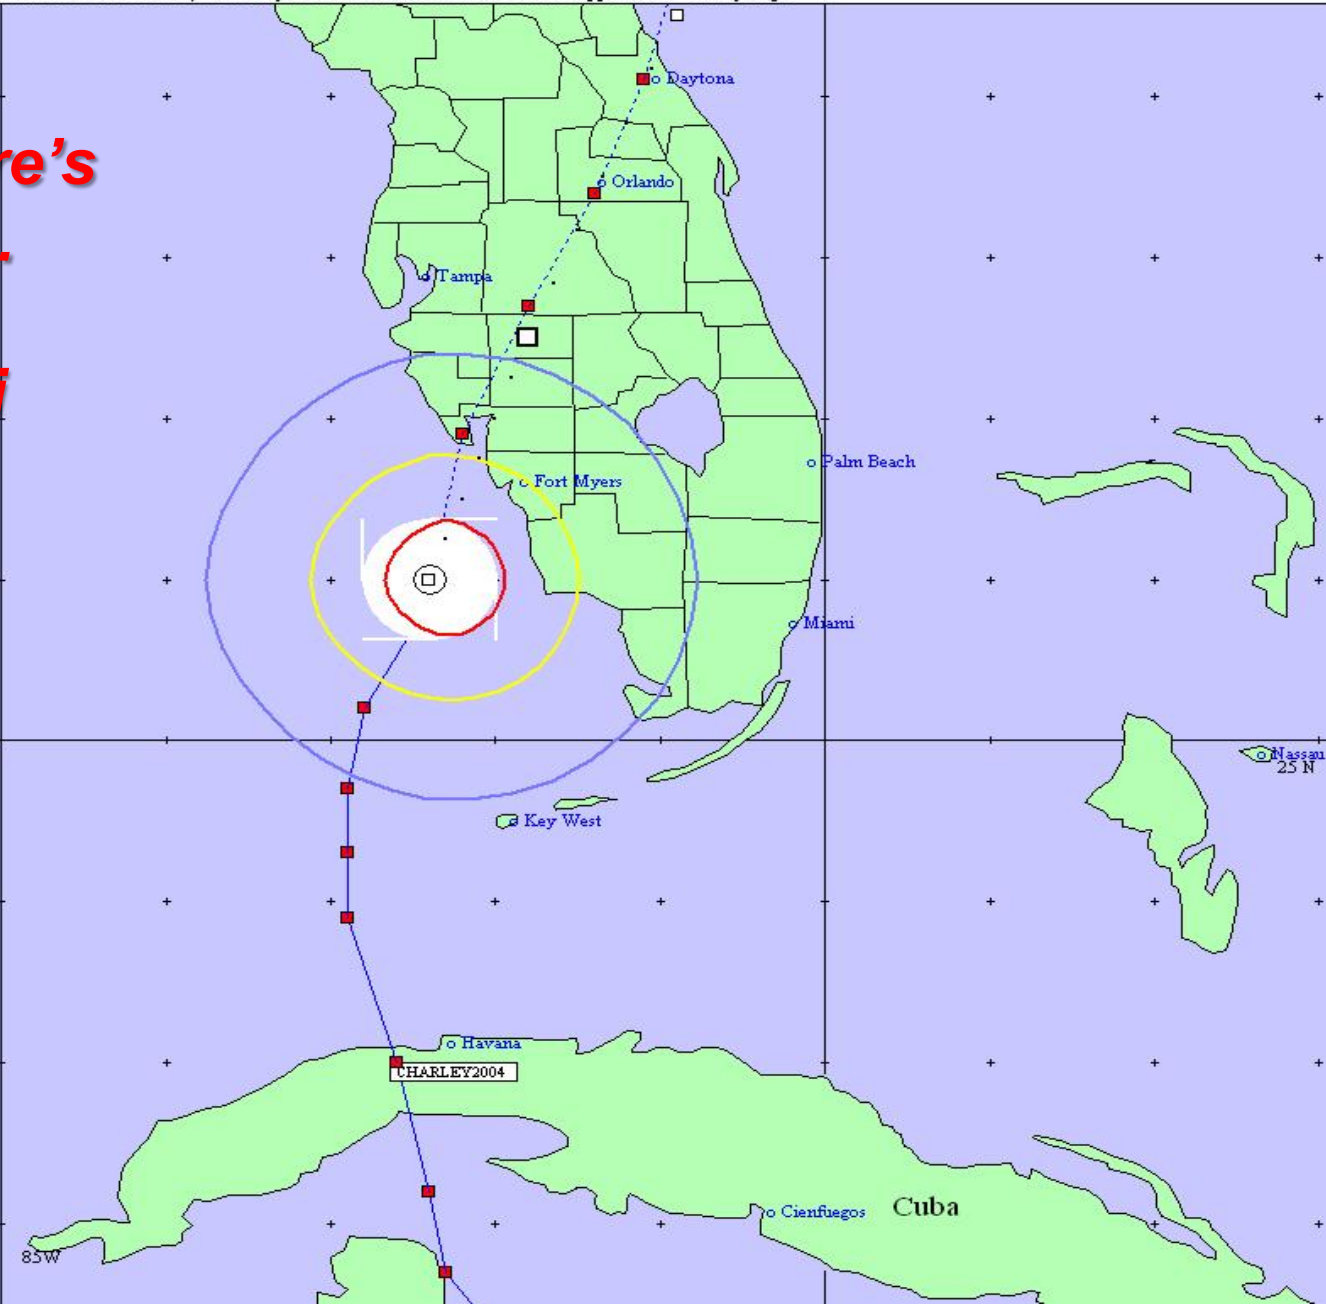 Daytona
re’s
Orlando
Tampa
Palm Beach
Fort Myers
Miami
Nassau
25 N
Key West
Havana
CHARLEY2004
Cuba
Cienfuegos
85W